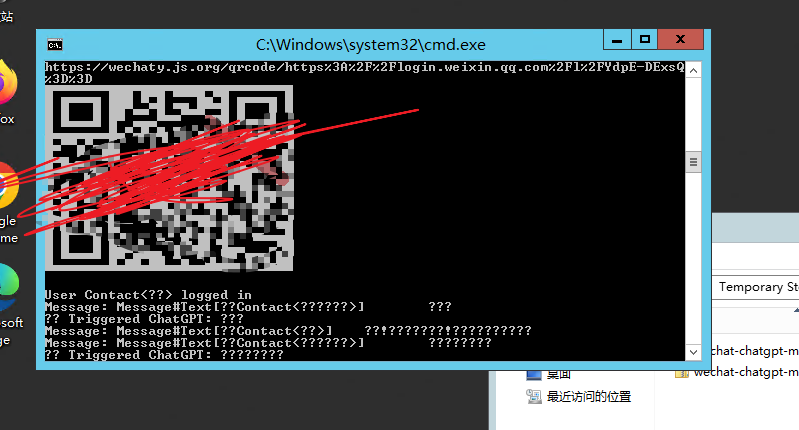 站
C:\Windows\system32\cmd.exe
https://wechaty.js.org/qrcode/https%3A%2F%2Flogin.weixin.qq.com%2Fl%2FYdpE-DExsQ
%3D%3D
fox
gle
ome
User Contact<??> logged in
Message: Message#Text[??Contact<??????>] ???
?? Triggered ChatGPT: ???
Message: Message#Text[??Contact<??>] ??!???????!??????????
Message: Message#Text[??Contact<??????>] ????????
?? Triggered ChatGPT: ????????
Temporary St
osoft
ge
chat-chatgpt-m
wechat-chatgpt-m
桌面
最近访问的位置